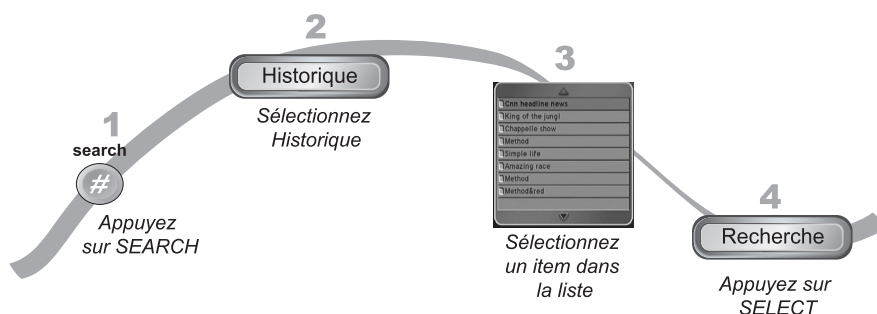 1
search
#
Appuyez
sur SEARCH
2
Historique
Sélectionnez
Historique
3
Cnn headline news
King of the jungl
Chappelle show
Method
Simple life
Amazing race
Method
Method&red
Sélectionnez
un item dans
la liste
4
Recherche
Appuyez sur
SELECT